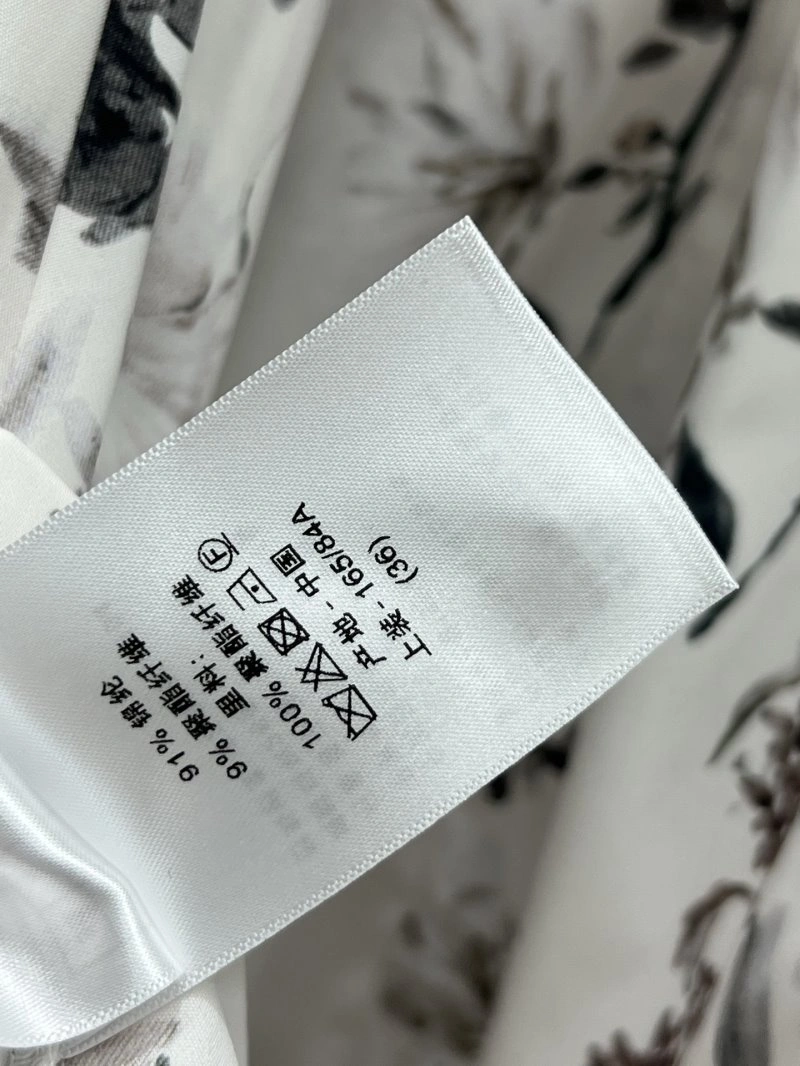 91% 锦纶
9% 聚酯纤维
里料：
100% 聚酯纤维
F
产地 - 中国
上装 - 165/84A
(36)